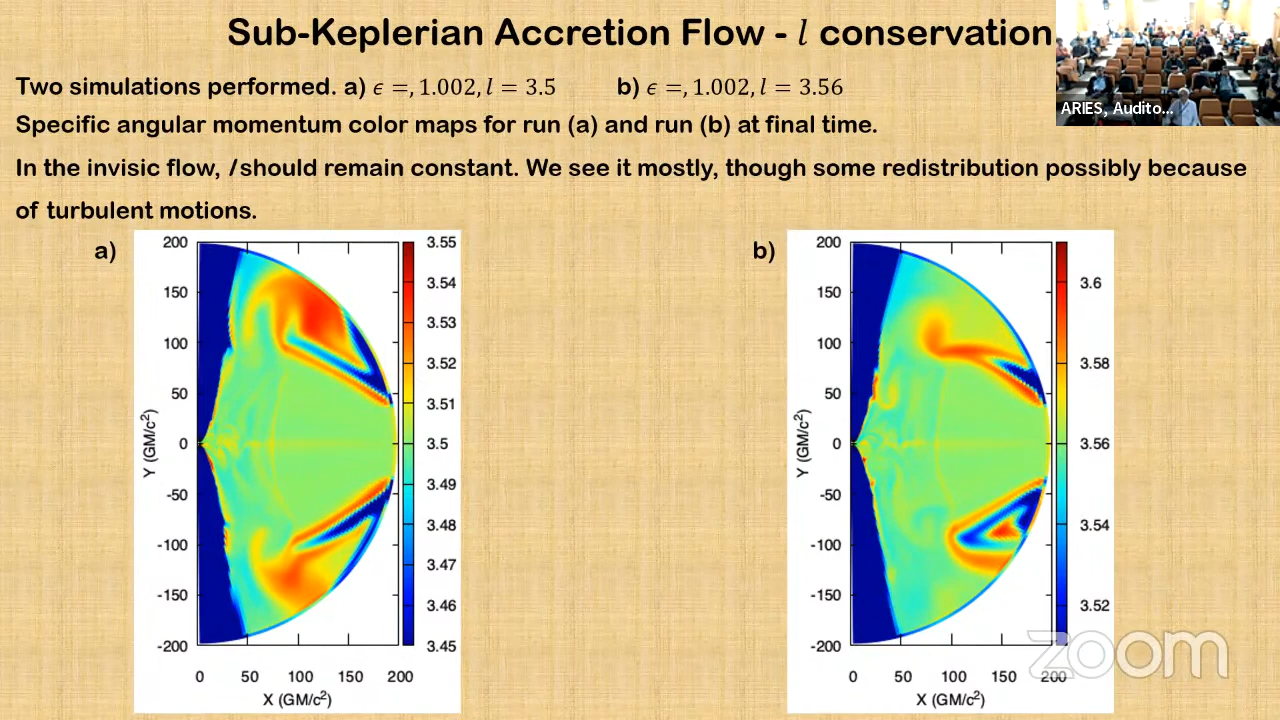 Sub-Keplerian Accretion Flow - l conservation
ARIES, Audito...
Two simulations performed. a) ϵ =, 1.002, l = 3.5 b) ϵ =, 1.002, l = 3.56
Specific angular momentum color maps for run (a) and run (b) at final time.
In the invisic flow, l should remain constant. We see it mostly, though some redistribution possibly because
of turbulent motions.
a)
200
150
100
50
0
-50
-100
-150
-200
Y (GM/c²)
0 50 100 150 200
X (GM/c²)
3.55
3.54
3.53
3.52
3.51
3.5
3.49
3.48
3.47
3.46
3.45
b)
200
150
100
50
0
-50
-100
-150
-200
Y (GM/c²)
0 50 100 150 200
X (GM/c²)
3.6
3.58
3.56
3.54
3.52
zoom